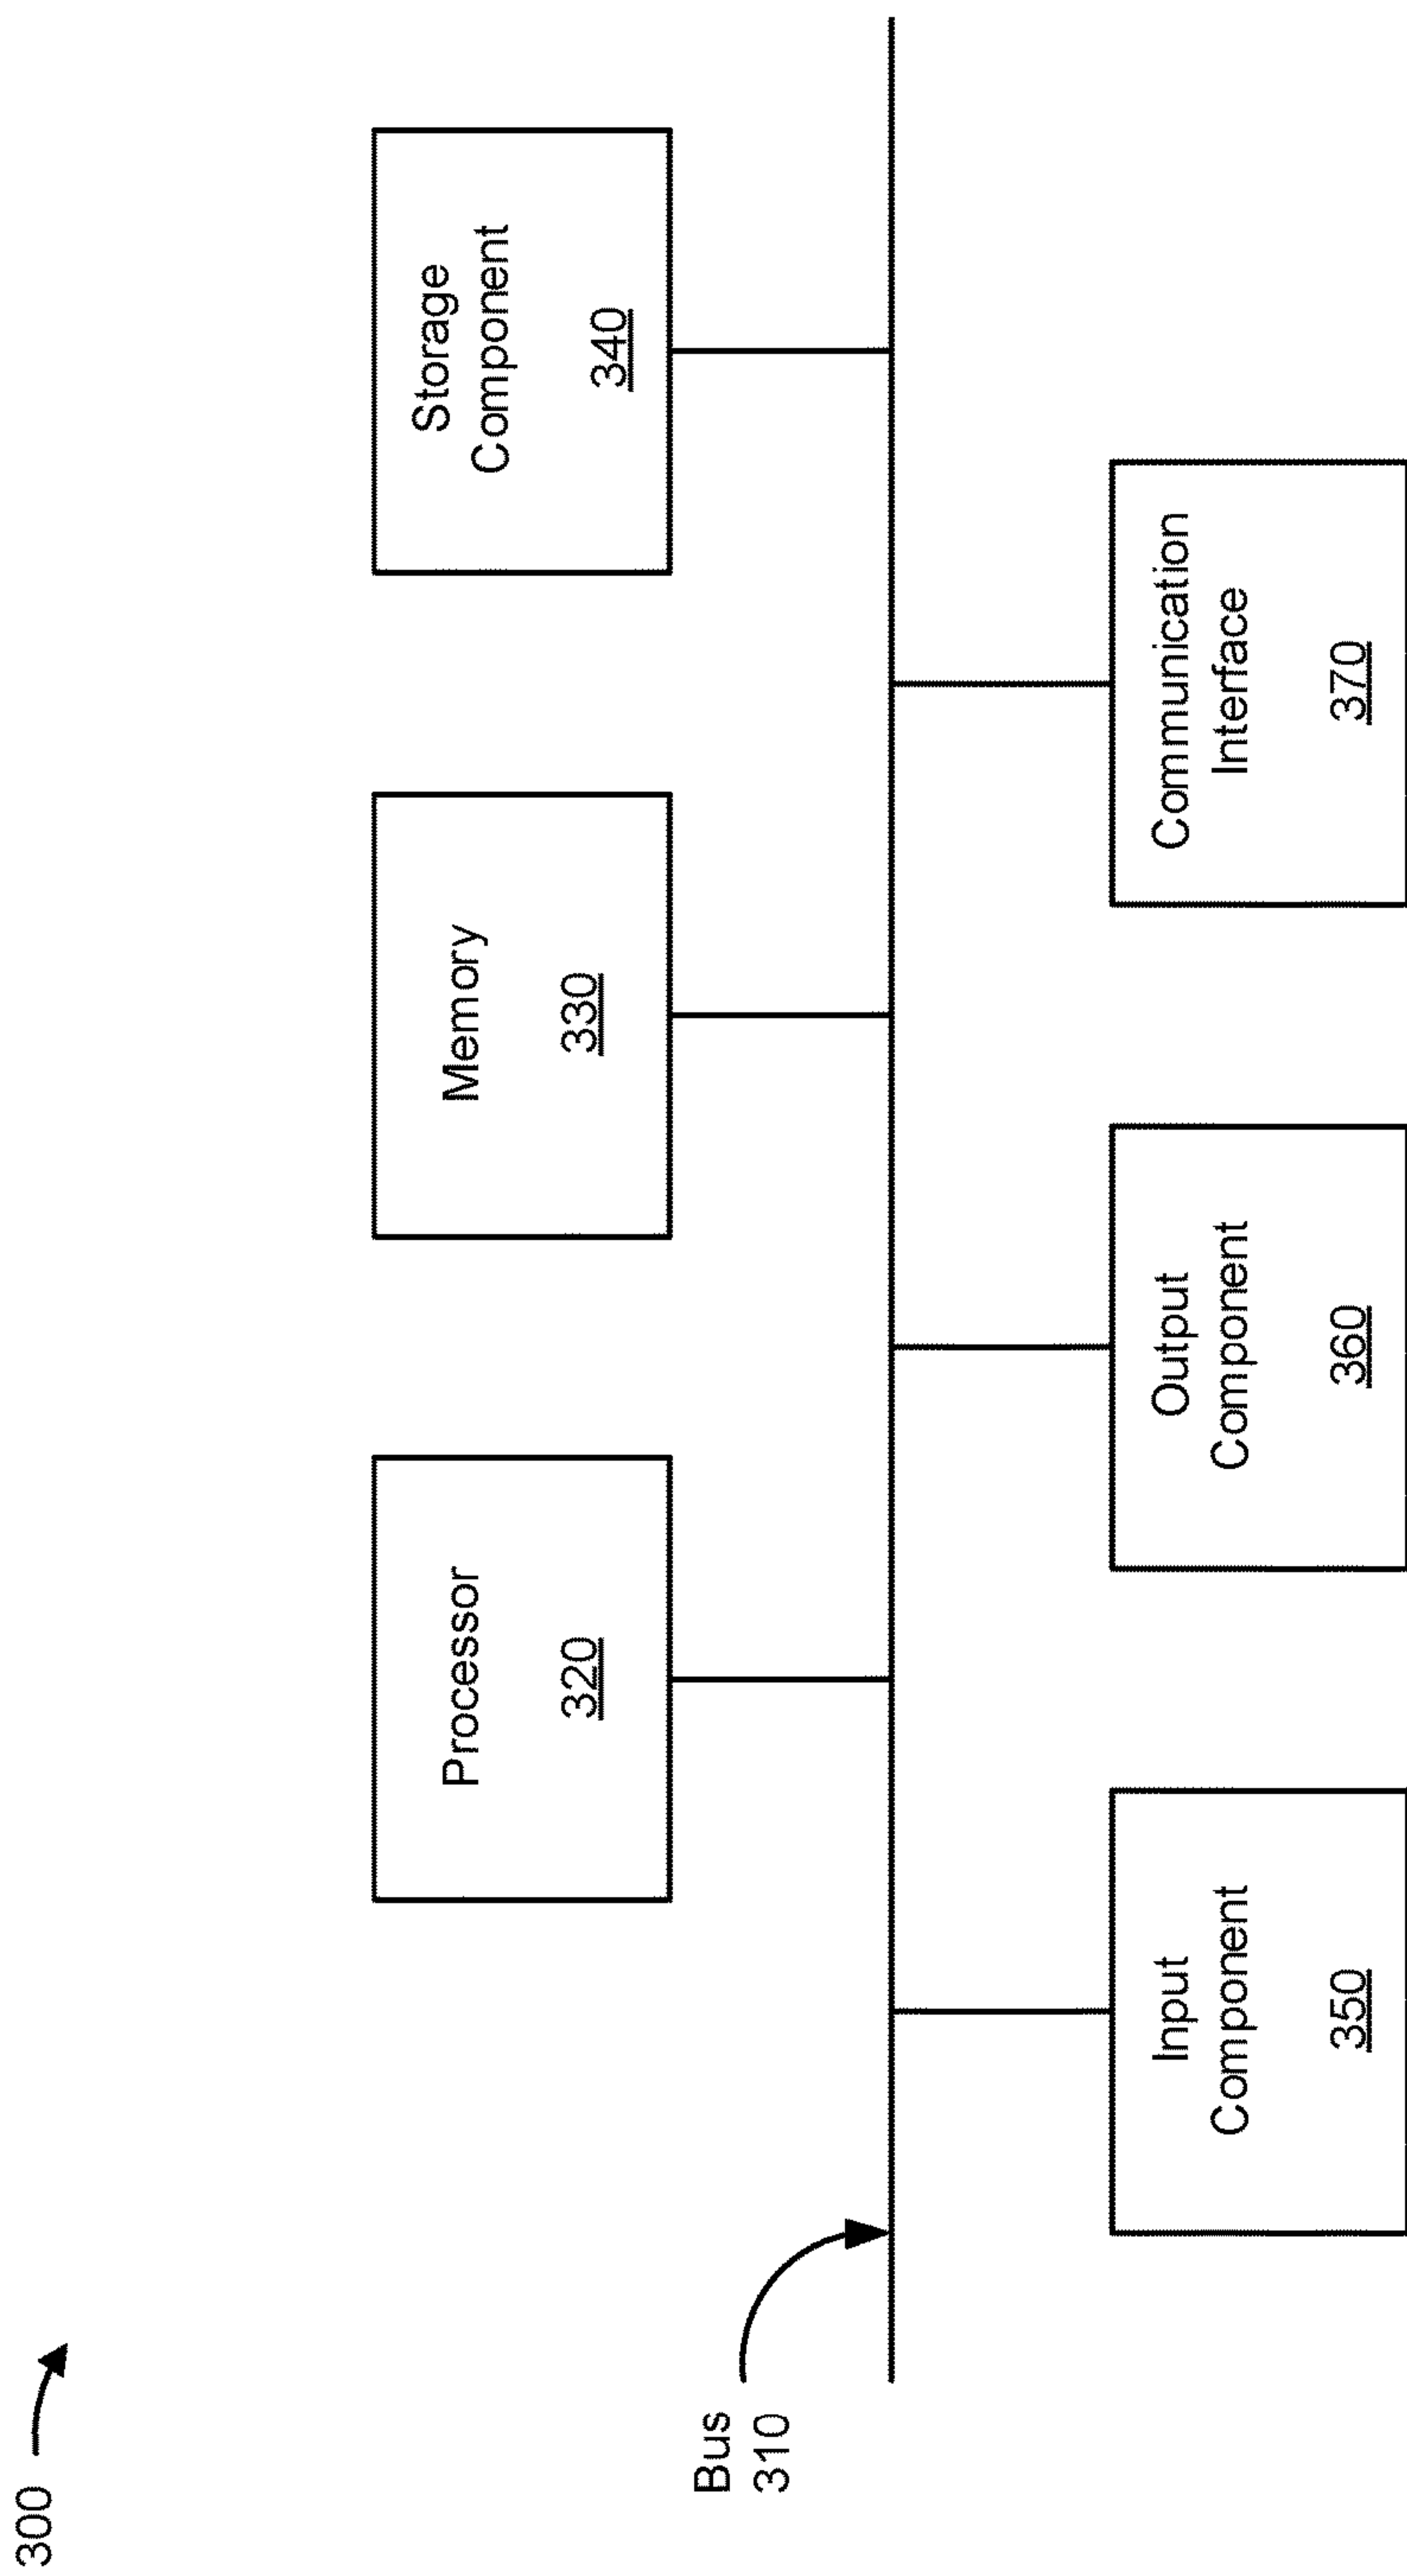 300
Processor
320
Memory
330
Storage
Component
340
Bus
310
Input
Component
350
Output
Component
360
Communication
Interface
370